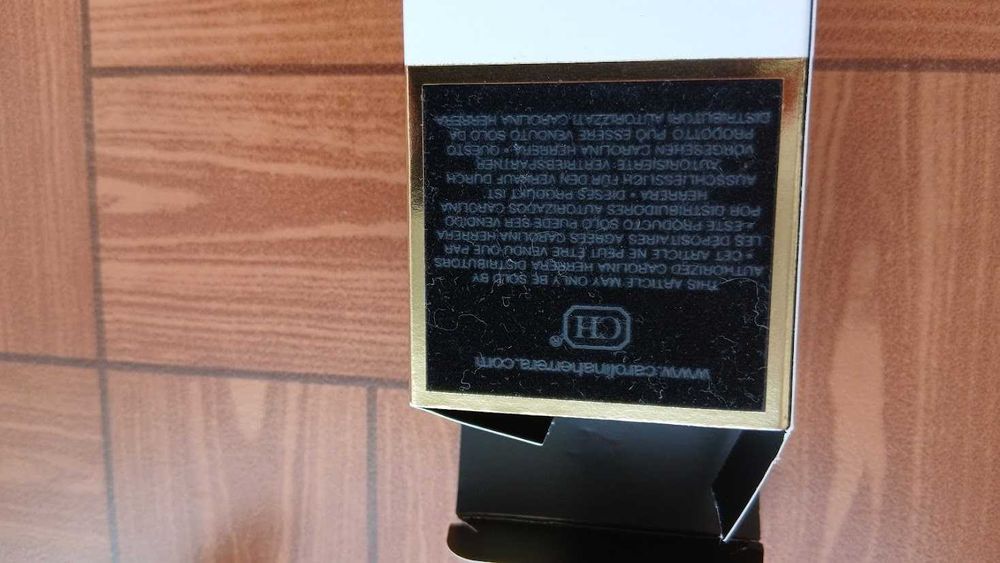 www.carolinaherrera.com
CH®
THIS ARTICLE MAY ONLY BE SOLD BY
AUTHORIZED CAROLINA HERRERA DISTRIBUTORS
• CET ARTICLE NE PEUT ÊTRE VENDU QUE PAR
LES DÉPOSITAIRES AGRÉÉS CAROLINA HERRERA
• ESTE PRODUCTO SOLO PUEDE SER VENDIDO
POR DISTRIBUIDORES AUTORIZADOS CAROLINA
HERRERA • DIESES PRODUKT IST
AUSSCHLIESSLICH FÜR DEN VERKAUF DURCH
AUTORISIERTE VERTRIEBSPARTNER
VORGESEHEN CAROLINA HERRERA • QUESTO
PRODOTTO PUÒ ESSERE VENDUTO SOLO DA
DISTRIBUTORI AUTORIZZATI CAROLINA HERRERA